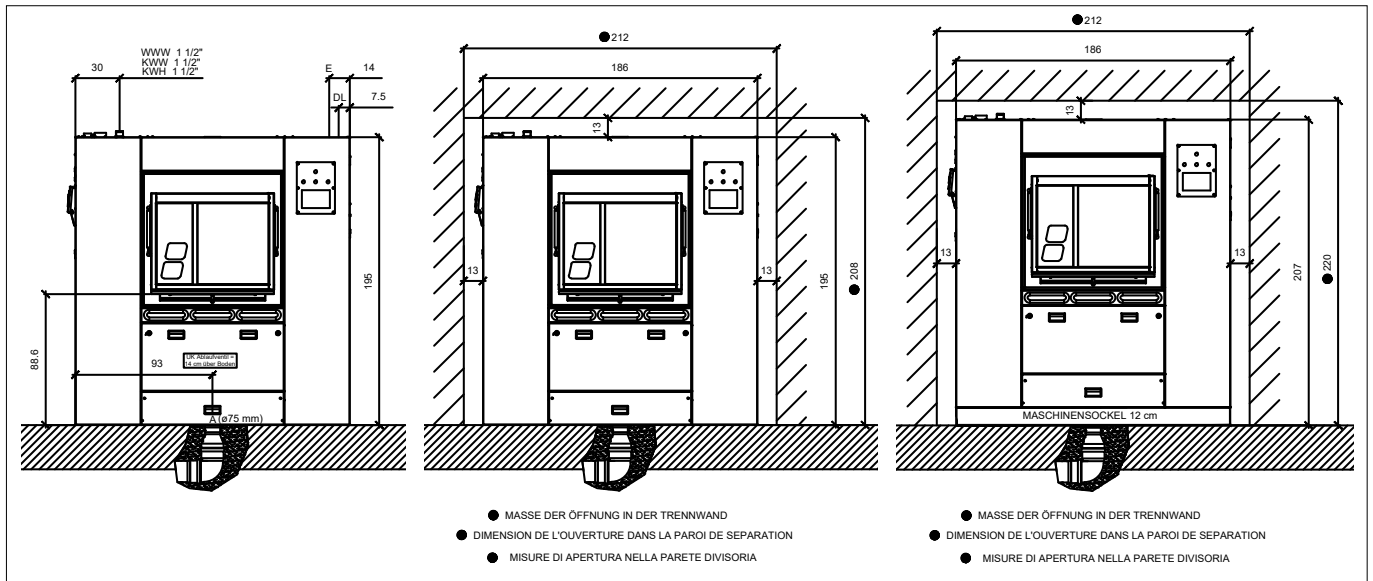 30
WWW 1 1/2"
KWW 1 1/2"
KWH 1 1/2"
E
14
DL
7.5
195
88.6
93
UK Ablaufventil =
14 cm über Boden
A (ø75 mm)
212
186
13
13
13
195
208
MASSE DER ÖFFNUNG IN DER TRENNWAND
DIMENSION DE L'OUVERTURE DANS LA PAROI DE SEPARATION
MISURE DI APERTURA NELLA PARETE DIVISORIA
212
186
13
13
13
207
220
MASCHINENSOCKEL 12 cm
MASSE DER ÖFFNUNG IN DER TRENNWAND
DIMENSION DE L'OUVERTURE DANS LA PAROI DE SEPARATION
MISURE DI APERTURA NELLA PARETE DIVISORIA